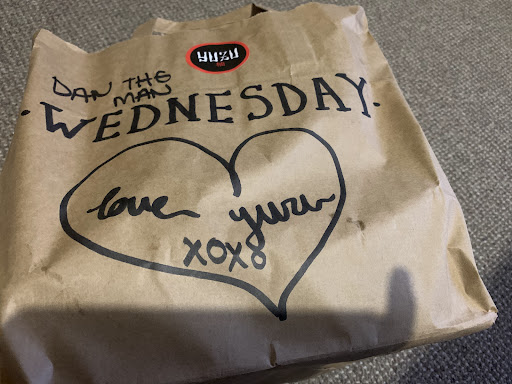 YUZU
DAN THE
MAN
·WEDNESDAY·
love yuzu
XOXO